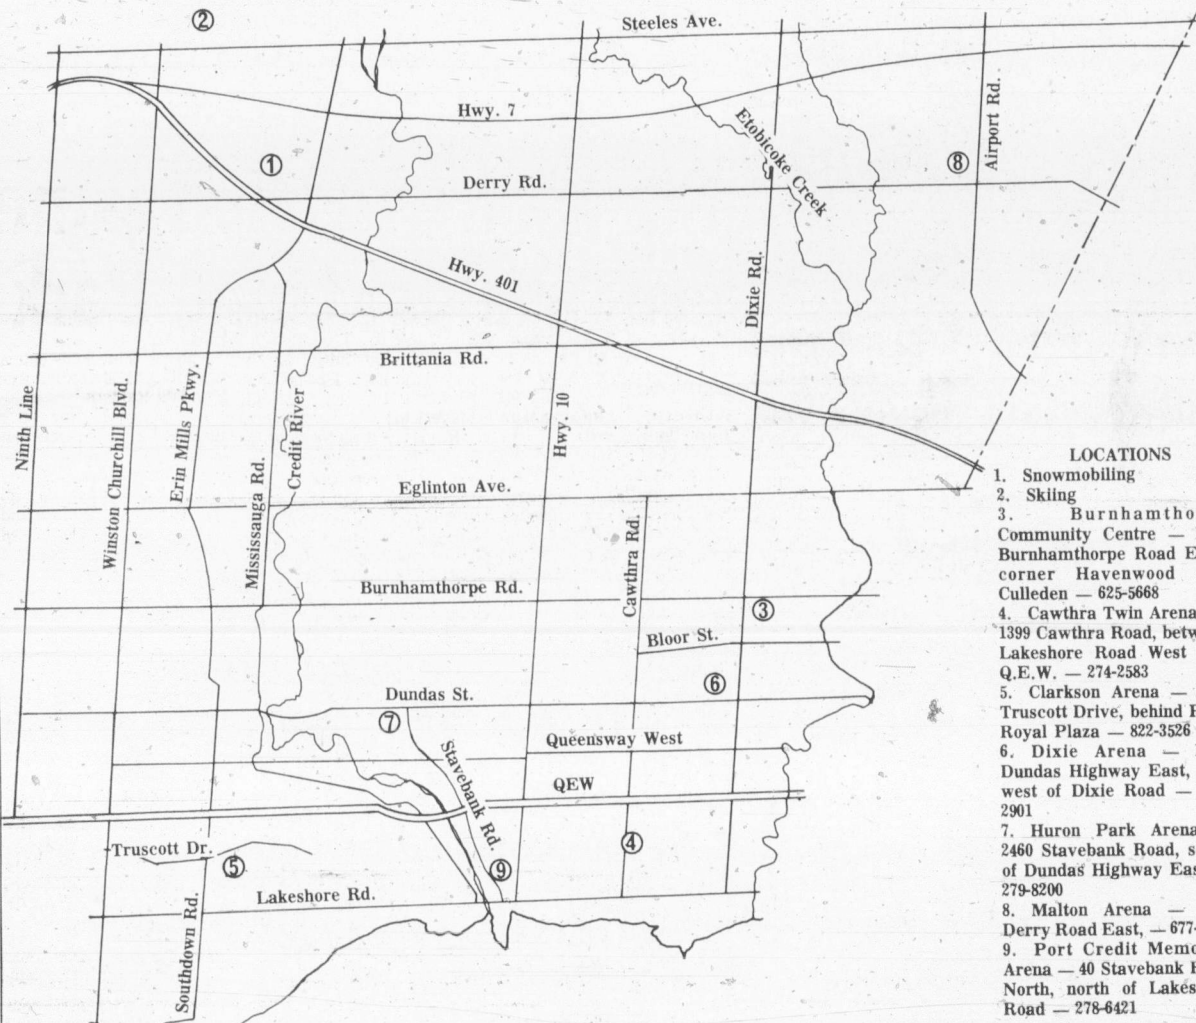 ②
Steeles Ave.
Hwy. 7
Etobicoke Creek
Airport Rd.
①
⑧
Derry Rd.
Hwy. 401
Dixie Rd.
Brittania Rd.
Ninth Line
Winston Churchill Blvd.
Erin Mills Pkwy.
Mississauga Rd.
Credit River
Hwy. 10
Eglinton Ave.
Cawthra Rd.
Burnhamthorpe Rd.
③
Bloor St.
⑥
Dundas St.
⑦
Queensway West
Stavebank Rd.
QEW
Truscott Dr.
⑤
④
⑨
Lakeshore Rd.
Southdown Rd.
LOCATIONS
1. Snowmobiling
2. Skiing
3. Burnhamtho
Community Centre —
Burnhamthorpe Road E
corner Havenwood
Culleden — 625-5668
4. Cawthra Twin Arena
1399 Cawthra Road, betw
Lakeshore Road West
Q.E.W. — 274-2583
5. Clarkson Arena —
Truscott Drive, behind
Royal Plaza — 822-3526
6. Dixie Arena —
Dundas Highway East,
west of Dixie Road —
2901
7. Huron Park Arena
2460 Stavebank Road, s
of Dundas Highway Eas
279-8200
8. Malton Arena —
Derry Road East, — 677-
9. Port Credit Memo
Arena — 40 Stavebank
North, north of Lakes
Road — 278-6421